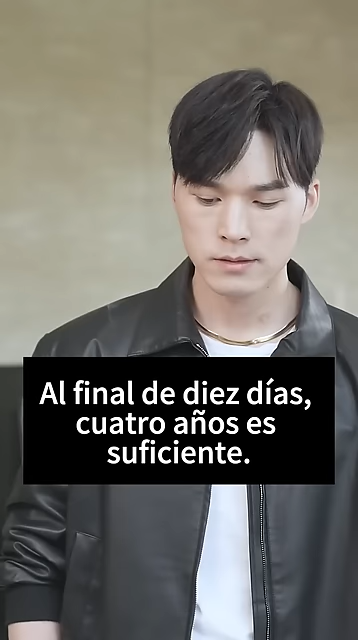 Al final de diez días,
cuatro años es
suficiente.